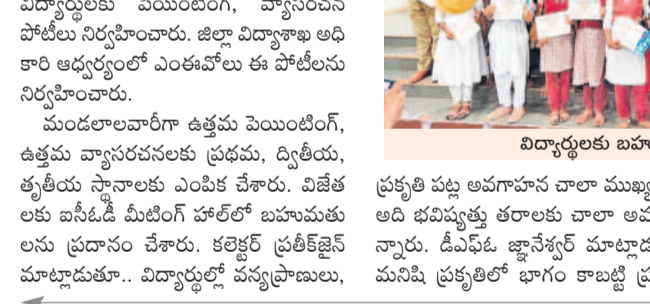 విద్యార్థులకు పెయింటింగ్, వ్యాసరచన
పోటీలు నిర్వహించారు. జిల్లా విద్యాశాఖ అధి
కారి ఆధ్వర్యంలో ఎంఈవోలు ఈ పోటీలను
నిర్వహించారు.
మండలాలవారీగా ఉత్తమ పెయింటింగ్,
ఉత్తమ వ్యాసరచనలకు ప్రథమ, ద్వితీయ,
తృతీయ స్థానాలకు ఎంపిక చేశారు. విజేత
లకు ఐసీఓడీ మీటింగ్ హాల్‌లో బహుమతు
లను ప్రదానం చేశారు. కలెక్టర్ ప్రతీక్‌జైన్
మాట్లాడుతూ.. విద్యార్థుల్లో వన్యప్రాణులు,
విద్యార్థులకు బహు
ప్రకృతి పట్ల అవగాహన చాలా ముఖ్య
అది భవిష్యత్తు తరాలకు చాలా అవ
న్నారు. డీఎఫ్ఓ జ్ఞానేశ్వర్ మాట్లాడ
మనిషి ప్రకృతిలో భాగం కాబట్టి ప్ర